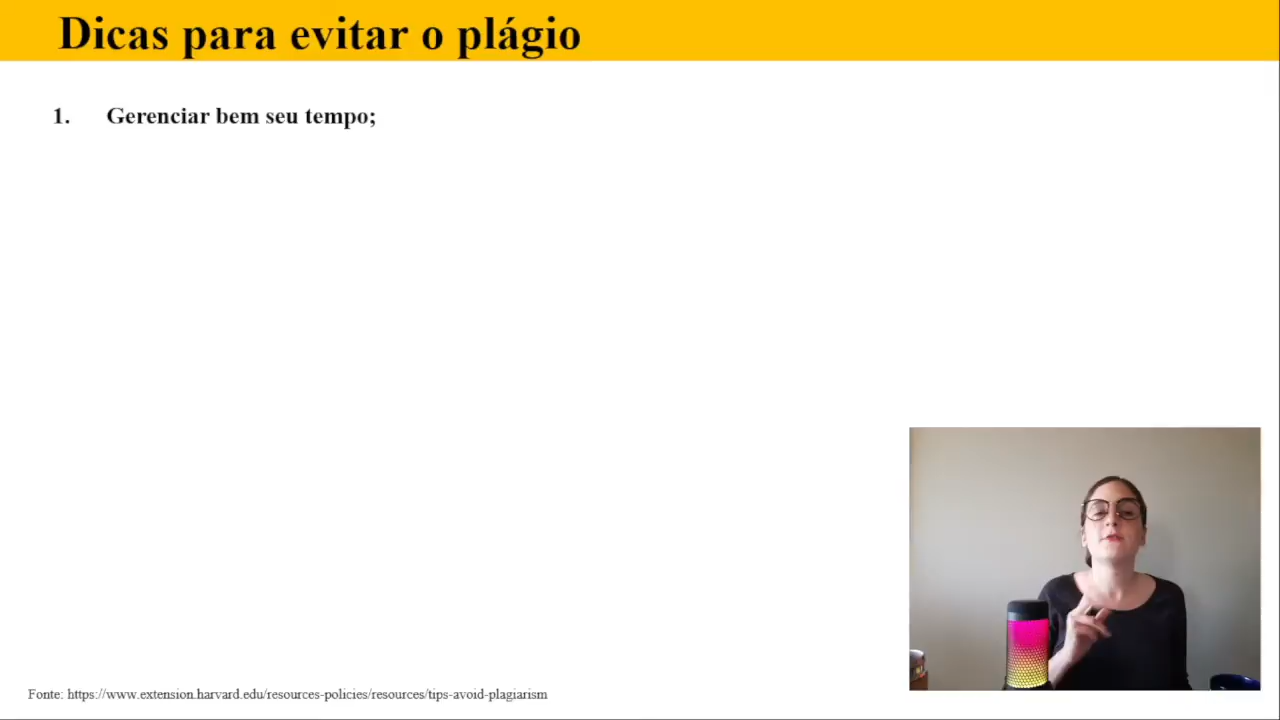 Dicas para evitar o plágio
1. Gerenciar bem seu tempo;
Fonte: https://www.extension.harvard.edu/resources-policies/resources/tips-avoid-plagiarism